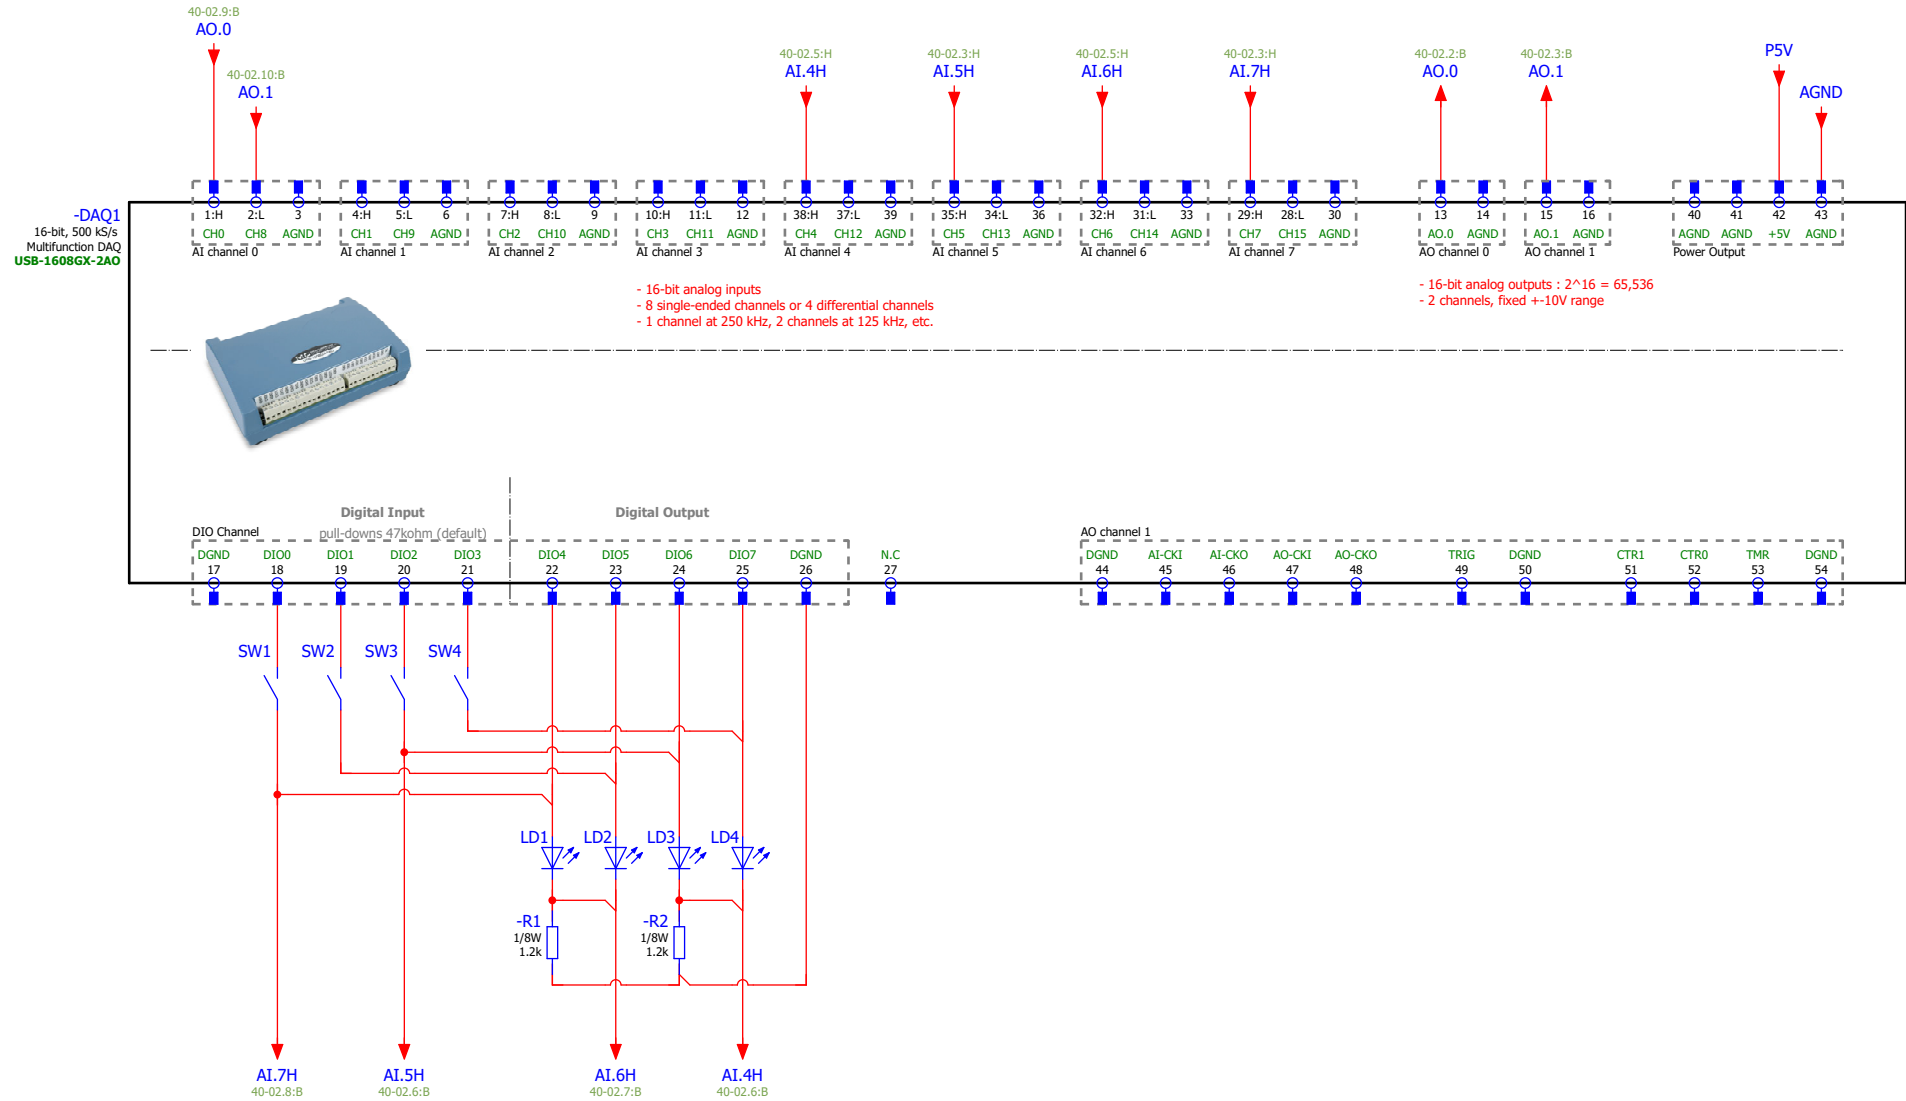 40-02.9:B
AO.0
40-02.10:B
AO.1
40-02.5:H
AI.4H
40-02.3:H
AI.5H
40-02.5:H
AI.6H
40-02.3:H
AI.7H
40-02.2:B
AO.0
40-02.3:B
AO.1
P5V
AGND
-DAQ1
16-bit, 500 kS/s
Multifunction DAQ
USB-1608GX-2AO
1:H 2:L 3 4:H 5:L 6 7:H 8:L 9 10:H 11:L 12 38:H 37:L 39 35:H 34:L 36 32:H 31:L 33 29:H 28:L 30 13 14 15 16 40 41 42 43
CH0 CH8 AGND CH1 CH9 AGND CH2 CH10 AGND CH3 CH11 AGND CH4 CH12 AGND CH5 CH13 AGND CH6 CH14 AGND CH7 CH15 AGND AO.0 AGND AO.1 AGND AGND AGND +5V AGND
AI channel 0 AI channel 1 AI channel 2 AI channel 3 AI channel 4 AI channel 5 AI channel 6 AI channel 7 AO channel 0 AO channel 1 Power Output
- 16-bit analog inputs
- 8 single-ended channels or 4 differential channels
- 1 channel at 250 kHz, 2 channels at 125 kHz, etc.
- 16-bit analog outputs : 2^16 = 65,536
- 2 channels, fixed +-10V range
Digital Input
Digital Output
DIO Channel
pull-downs 47kohm (default)
AO channel 1
DGND DIO0 DIO1 DIO2 DIO3 DIO4 DIO5 DIO6 DIO7 DGND N.C DGND AI-CKI AI-CKO AO-CKI AO-CKO TRIG DGND CTR1 CTR0 TMR DGND
17 18 19 20 21 22 23 24 25 26 27 44 45 46 47 48 49 50 51 52 53 54
SW1 SW2 SW3 SW4
LD1 LD2 LD3 LD4
-R1
1/8W
1.2k
-R2
1/8W
1.2k
AI.7H
40-02.8:B
AI.5H
40-02.6:B
AI.6H
40-02.7:B
AI.4H
40-02.6:B